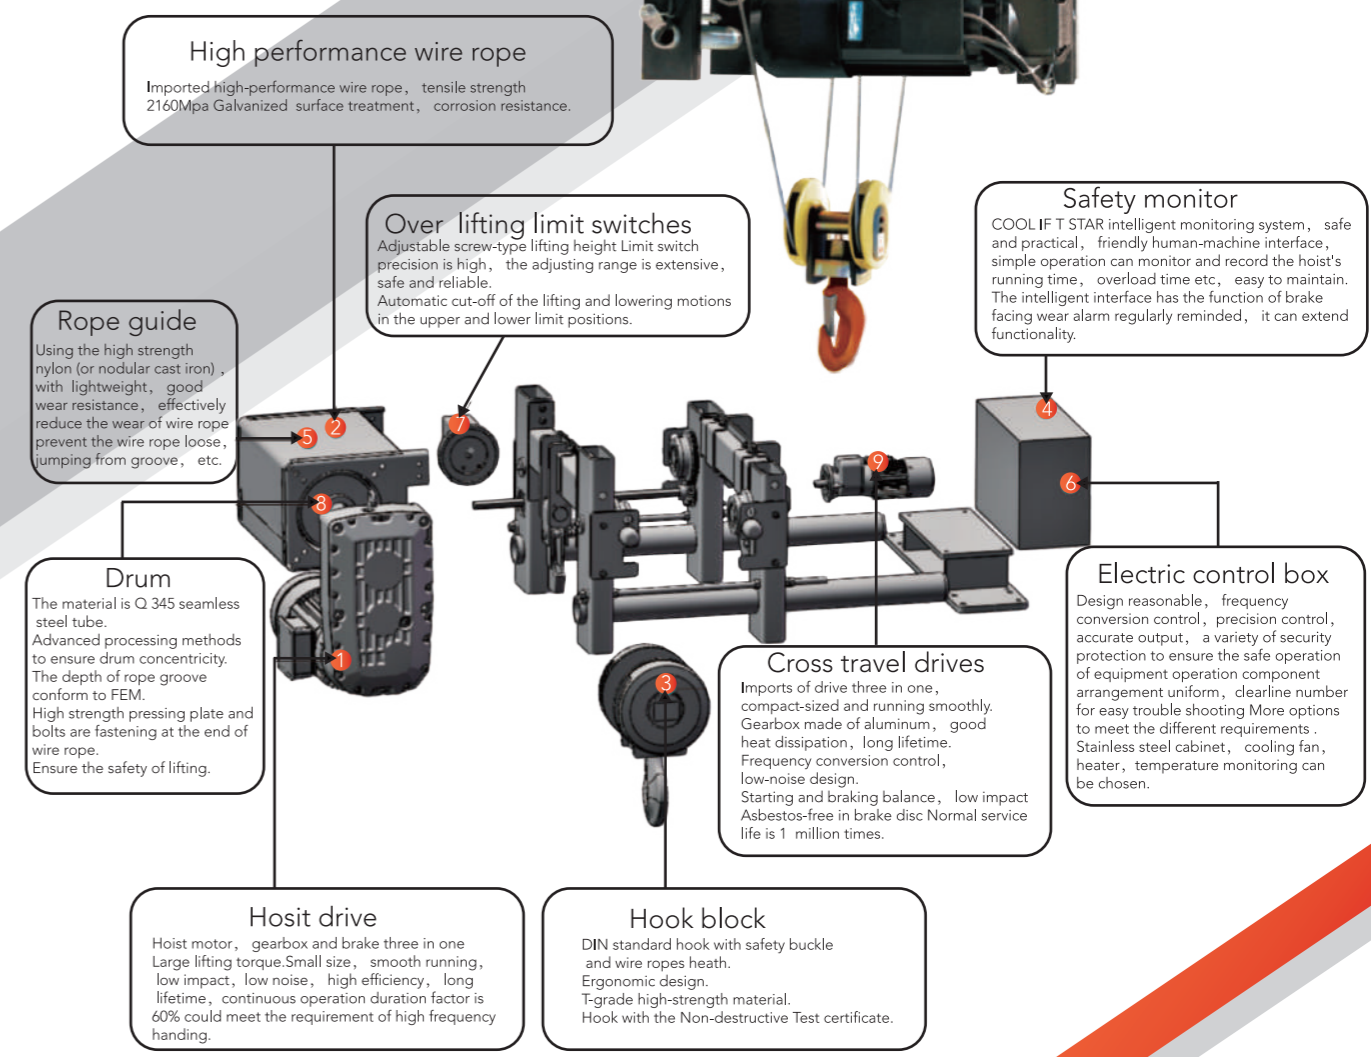 High performance wire rope
Imported high-performance wire rope, tensile strength
2160Mpa Galvanized surface treatment, corrosion resistance.
Over lifting limit switches
Adjustable screw-type lifting height Limit switch
precision is high, the adjusting range is extensive,
safe and reliable.
Automatic cut-off of the lifting and lowering motions
in the upper and lower limit positions.
Safety monitor
COOL IF T STAR intelligent monitoring system, safe
and practical, friendly human-machine interface,
simple operation can monitor and record the hoist's
running time, overload time etc, easy to maintain.
The intelligent interface has the function of brake
facing wear alarm regularly reminded, it can extend
functionality.
Rope guide
Using the high strength
nylon (or nodular cast iron) ,
with lightweight, good
wear resistance, effectively
reduce the wear of wire rope
prevent the wire rope loose,
jumping from groove, etc.
2
5
7
4
9
6
8
1
3
Drum
The material is Q 345 seamless
steel tube.
Advanced processing methods
to ensure drum concentricity.
The depth of rope groove
conform to FEM.
High strength pressing plate and
bolts are fastening at the end of
wire rope.
Ensure the safety of lifting.
Electric control box
Design reasonable, frequency
conversion control, precision control,
accurate output, a variety of security
protection to ensure the safe operation
of equipment operation component
arrangement uniform, clearline number
for easy trouble shooting More options
to meet the different requirements .
Stainless steel cabinet, cooling fan,
heater, temperature monitoring can
be chosen.
Cross travel drives
Imports of drive three in one,
compact-sized and running smoothly.
Gearbox made of aluminum, good
heat dissipation, long lifetime.
Frequency conversion control,
low-noise design.
Starting and braking balance, low impact
Asbestos-free in brake disc Normal service
life is 1 million times.
Hosit drive
Hoist motor, gearbox and brake three in one
Large lifting torque.Small size, smooth running,
low impact, low noise, high efficiency, long
lifetime, continuous operation duration factor is
60% could meet the requirement of high frequency
handing.
Hook block
DIN standard hook with safety buckle
and wire ropes heath.
Ergonomic design.
T-grade high-strength material.
Hook with the Non-destructive Test certificate.